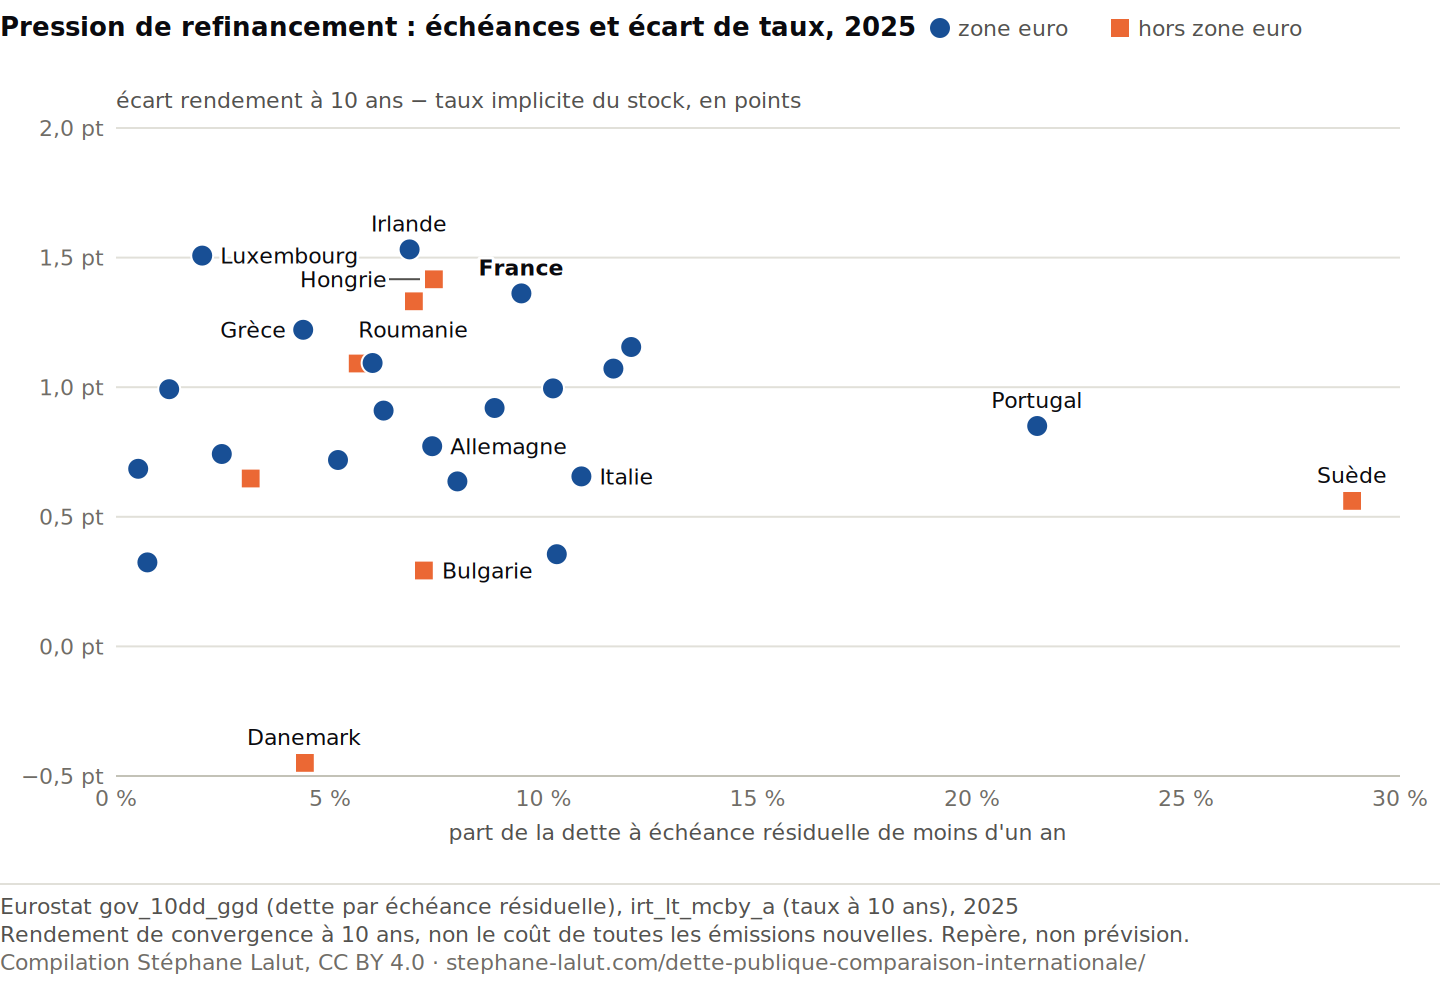 Pression de refinancement : échéances et écart de taux, 2025
zone euro
hors zone euro
écart rendement à 10 ans − taux implicite du stock, en points
2,0 pt
Irlande
1,5 pt
Luxembourg
France
Hongrie
Grèce
Roumanie
1,0 pt
Portugal
Allemagne
Italie
Suède
0,5 pt
Bulgarie
0,0 pt
Danemark
−0,5 pt
0 %
5 %
10 %
15 %
20 %
25 %
30 %
part de la dette à échéance résiduelle de moins d'un an
Eurostat gov_10dd_ggd (dette par échéance résiduelle), irt_lt_mcby_a (taux à 10 ans), 2025
Rendement de convergence à 10 ans, non le coût de toutes les émissions nouvelles. Repère, non prévision.
Compilation Stéphane Lalut, CC BY 4.0 · stephane-lalut.com/dette-publique-comparaison-internationale/